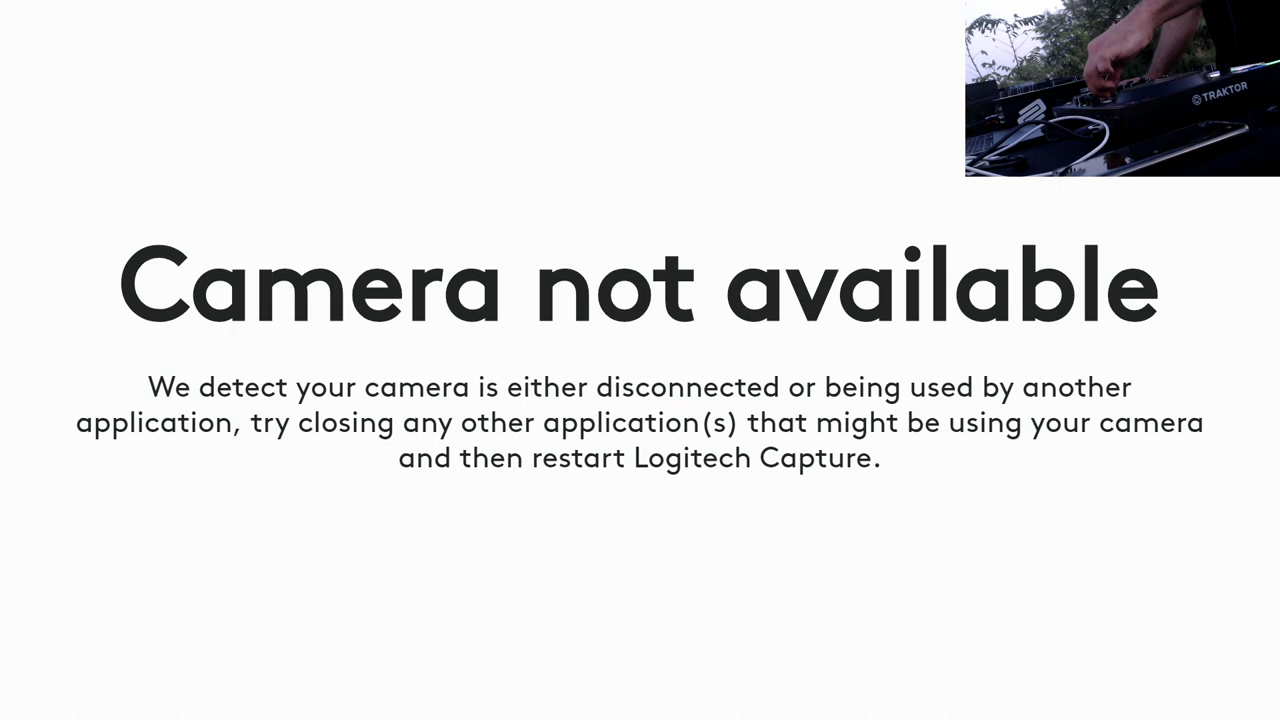 TRAKTOR
Camera not available
We detect your camera is either disconnected or being used by another
application, try closing any other application(s) that might be using your camera
and then restart Logitech Capture.